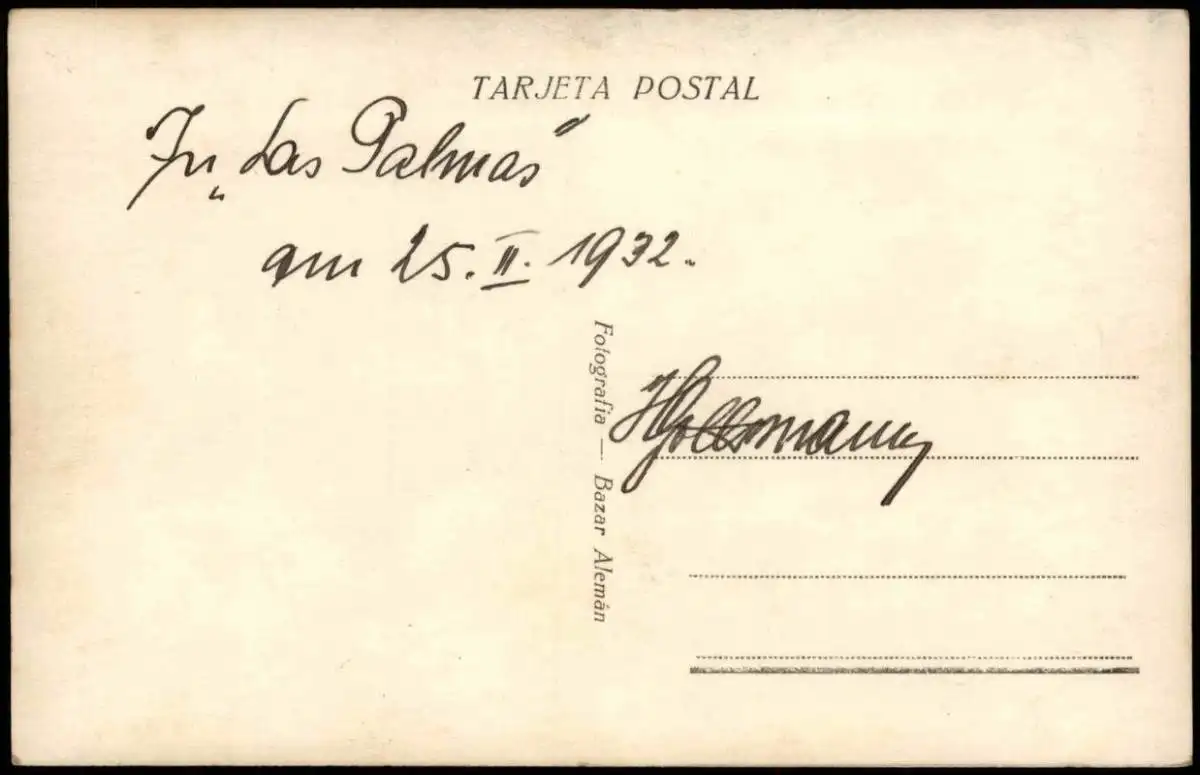 TARJETA POSTAL
In „Las Palmas"
am 25. II. 1932.
Fotografia — Bazar Alemán